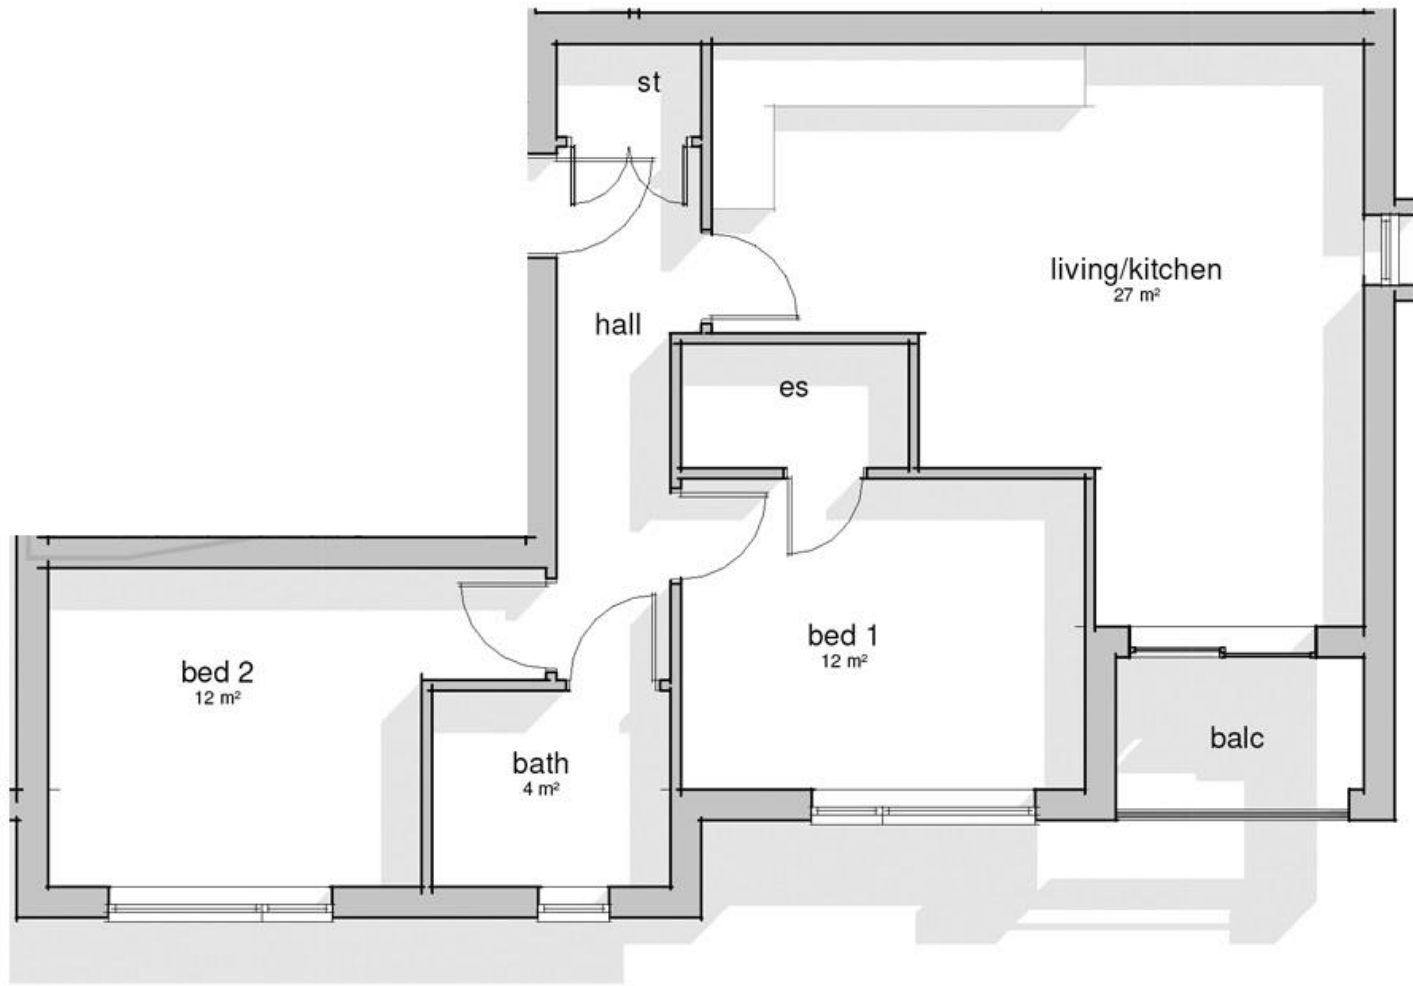 st
living/kitchen
27 m²
hall
es
bed 1
12 m²
bed 2
12 m²
bath
4 m²
balc